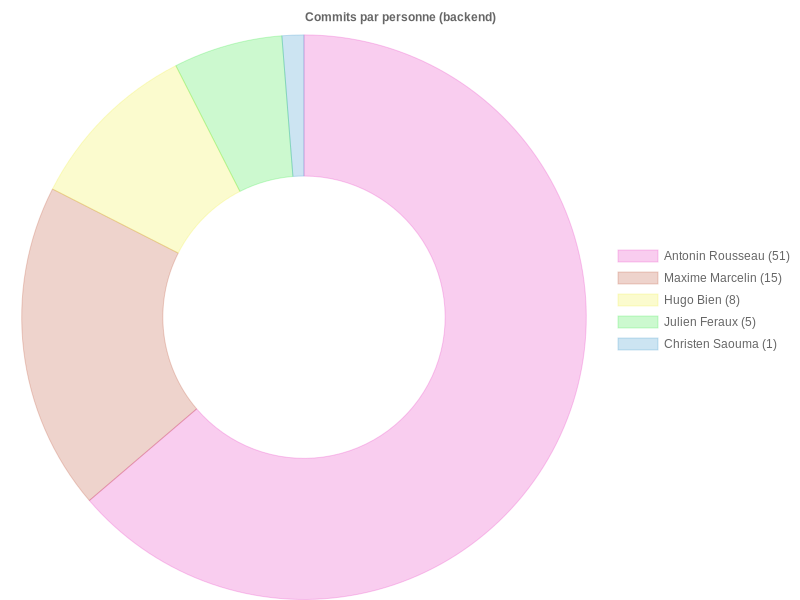 Commits par personne (backend)
Antonin Rousseau (51)
Maxime Marcelin (15)
Hugo Bien (8)
Julien Feraux (5)
Christen Saouma (1)